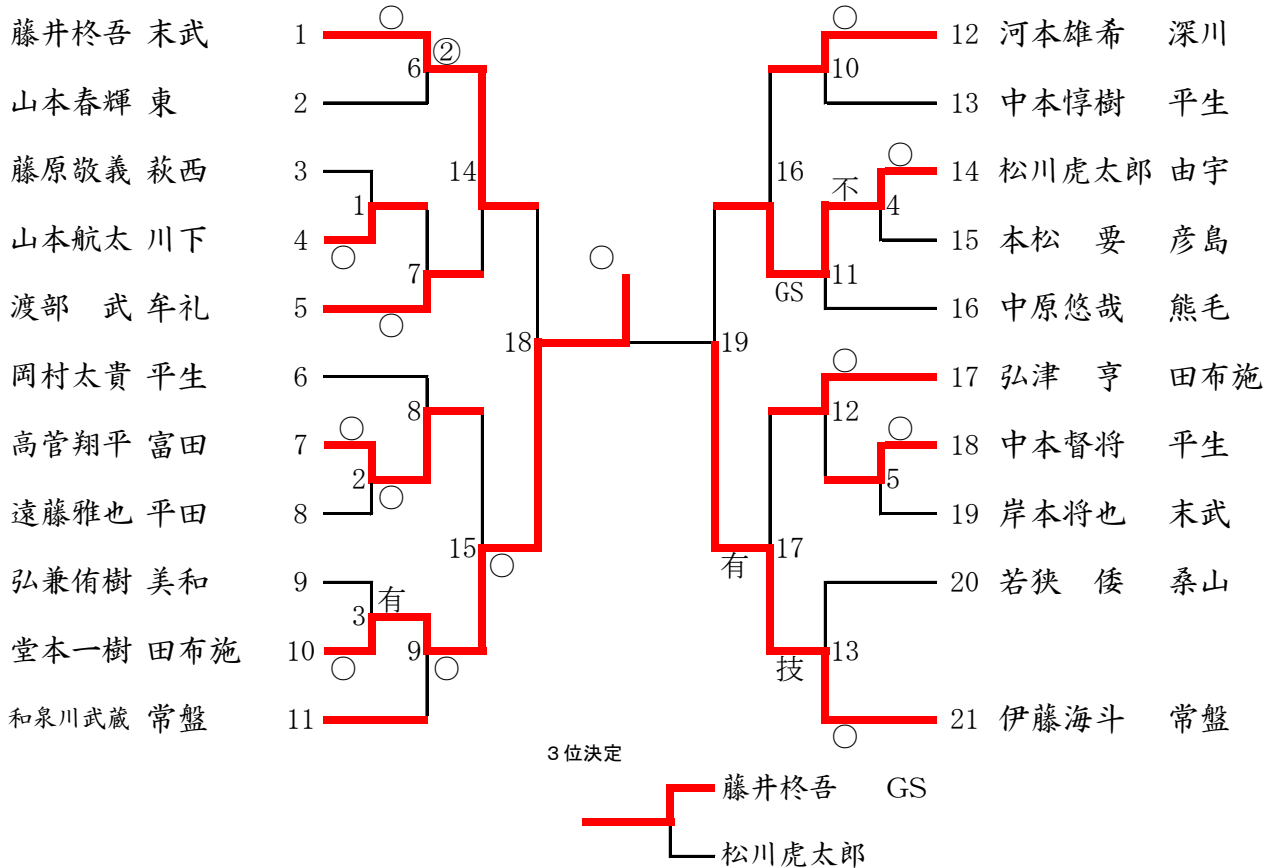 藤井柊吾 末武 1 ○ ○ 12 河本雄希 深川
6 ② 10
山本春輝 東 2 13 中本惇樹 平生
藤原敬義 萩西 3 14 16 ○ 14 松川虎太郎 由宇
1 不 4
山本航太 川下 4 ○ ○ 15 本松 要 彦島
7 GS 11
渡部 武 牟礼 5 ○ 16 中原悠哉 熊毛
18 19
岡村太貴 平生 6 ○ 17 弘津 亨 田布施
8 12
高菅翔平 富田 7 ○ ○ 18 中本督将 平生
2 ○ 5
遠藤雅也 平田 8 19 岸本将也 末武
15 ○ 有 17
弘兼侑樹 美和 9 20 若狭 倭 桑山
3 有
堂本一樹 田布施 10 ○ 9 ○ 技 13
和泉川武蔵 常盤 11 ○ 21 伊藤海斗 常盤
3位決定
藤井柊吾 GS
松川虎太郎